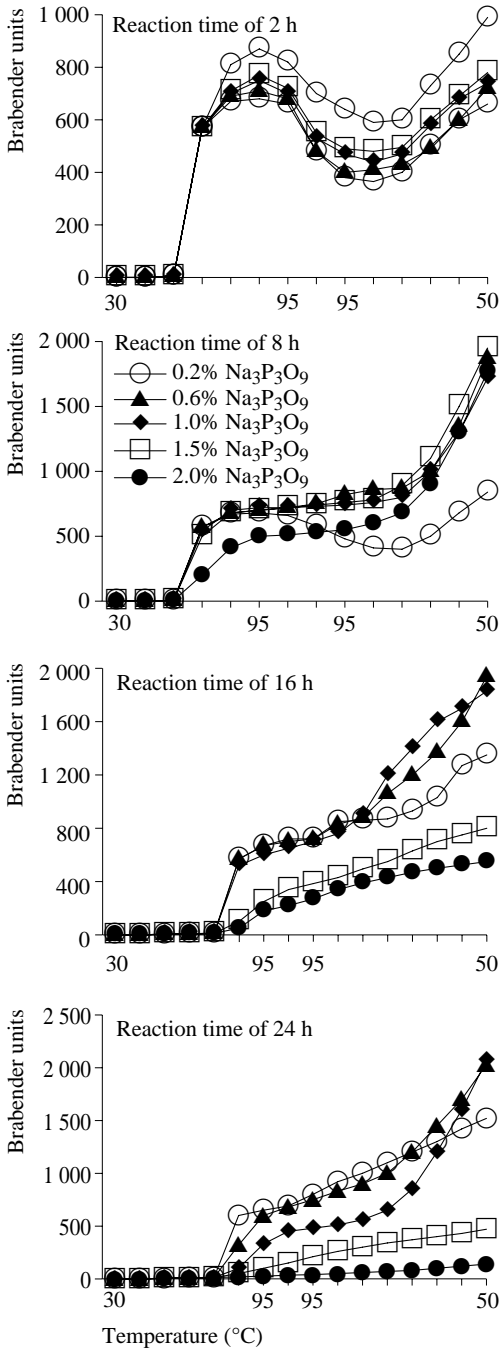 Reaction time of 2 h
Brabender units
1 000
800
600
400
200
0
30
95
95
50
Reaction time of 8 h
0.2% Na₃P₃O₉
0.6% Na₃P₃O₉
1.0% Na₃P₃O₉
1.5% Na₃P₃O₉
2.0% Na₃P₃O₉
Brabender units
2 000
1 500
1 000
500
0
30
95
95
50
Reaction time of 16 h
Brabender units
2 000
1 600
1 200
800
400
0
30
95
95
50
Reaction time of 24 h
Brabender units
2 500
2 000
1 500
1 000
500
0
30
95
95
50
Temperature (°C)